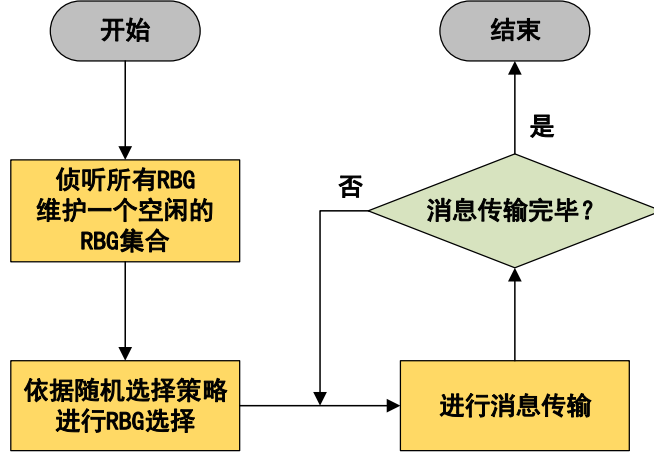 开始
侦听所有RBG
维护一个空闲的
RBG集合
依据随机选择策略
进行RBG选择
进行消息传输
消息传输完毕？
否
是
结束